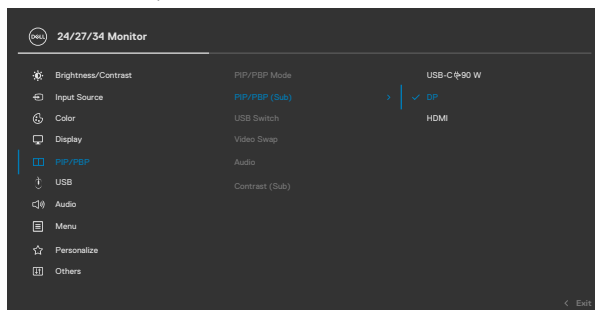 DELL 24/27/34 Monitor
Brightness/Contrast PIP/PBP Mode USB-C 90 W
Input Source PIP/PBP (Sub) DP
Color USB Switch HDMI
Display Video Swap
PIP/PBP Audio
USB Contrast (Sub)
Audio
Menu
Personalize
Others
Exit